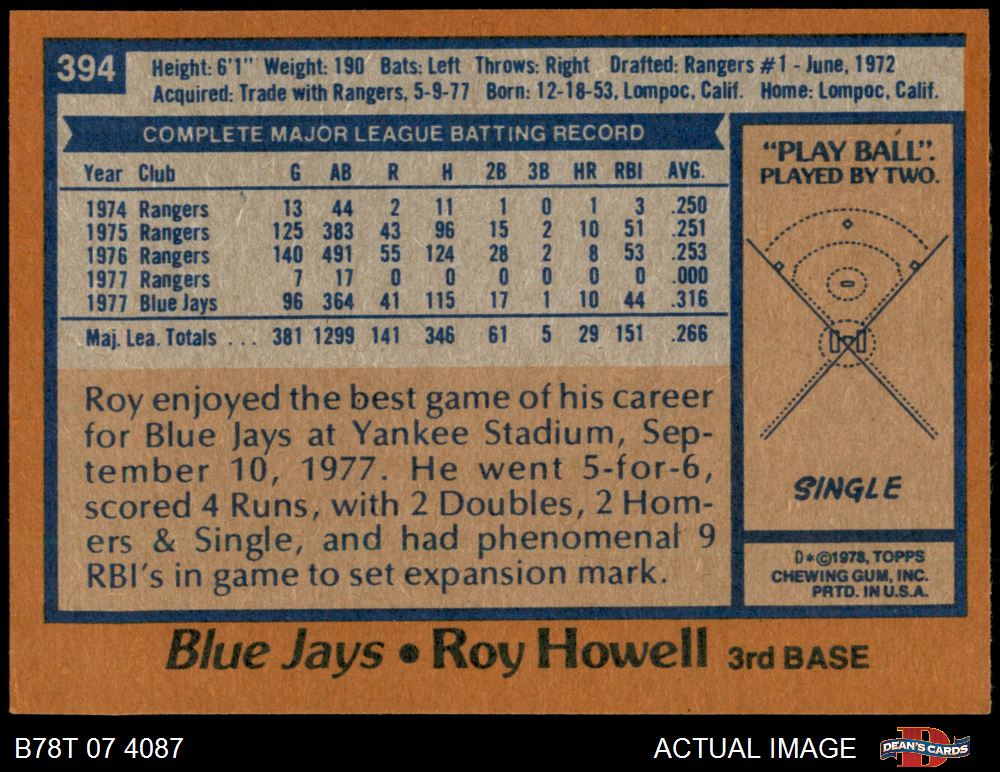 394
Height: 6'1" Weight: 190 Bats: Left Throws: Right Drafted: Rangers #1 - June, 1972
Acquired: Trade with Rangers, 5-9-77 Born: 12-18-53, Lompoc, Calif. Home: Lompoc, Calif.
COMPLETE MAJOR LEAGUE BATTING RECORD
Year Club G AB R H 2B 3B HR RBI AVG.
1974 Rangers 13 44 2 11 1 0 1 3 .250
1975 Rangers 125 383 43 96 15 2 10 51 .251
1976 Rangers 140 491 55 124 28 2 8 53 .253
1977 Rangers 7 17 0 0 0 0 0 0 .000
1977 Blue Jays 96 364 41 115 17 1 10 44 .316
Maj. Lea. Totals ... 381 1299 141 346 61 5 29 151 .266
Roy enjoyed the best game of his career
for Blue Jays at Yankee Stadium, Sep-
tember 10, 1977. He went 5-for-6,
scored 4 Runs, with 2 Doubles, 2 Hom-
ers & Single, and had phenomenal 9
RBI's in game to set expansion mark.
"PLAY BALL".
PLAYED BY TWO.
SINGLE
D*©1978, TOPPS
CHEWING GUM, INC.
PRTD. IN U.S.A.
Blue Jays • Roy Howell 3rd BASE
B78T 07 4087
ACTUAL IMAGE
D
DEAN'S CARDS